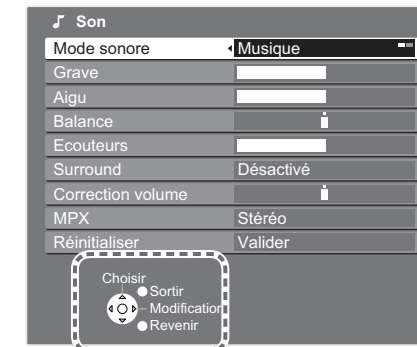 Son
Mode sonore Musique
Grave
Aigu
Balance
Ecouteurs
Surround Désactivé
Correction volume
MPX Stéréo
Réinitialiser Valider
Choisir
Sortir
Modification
Revenir